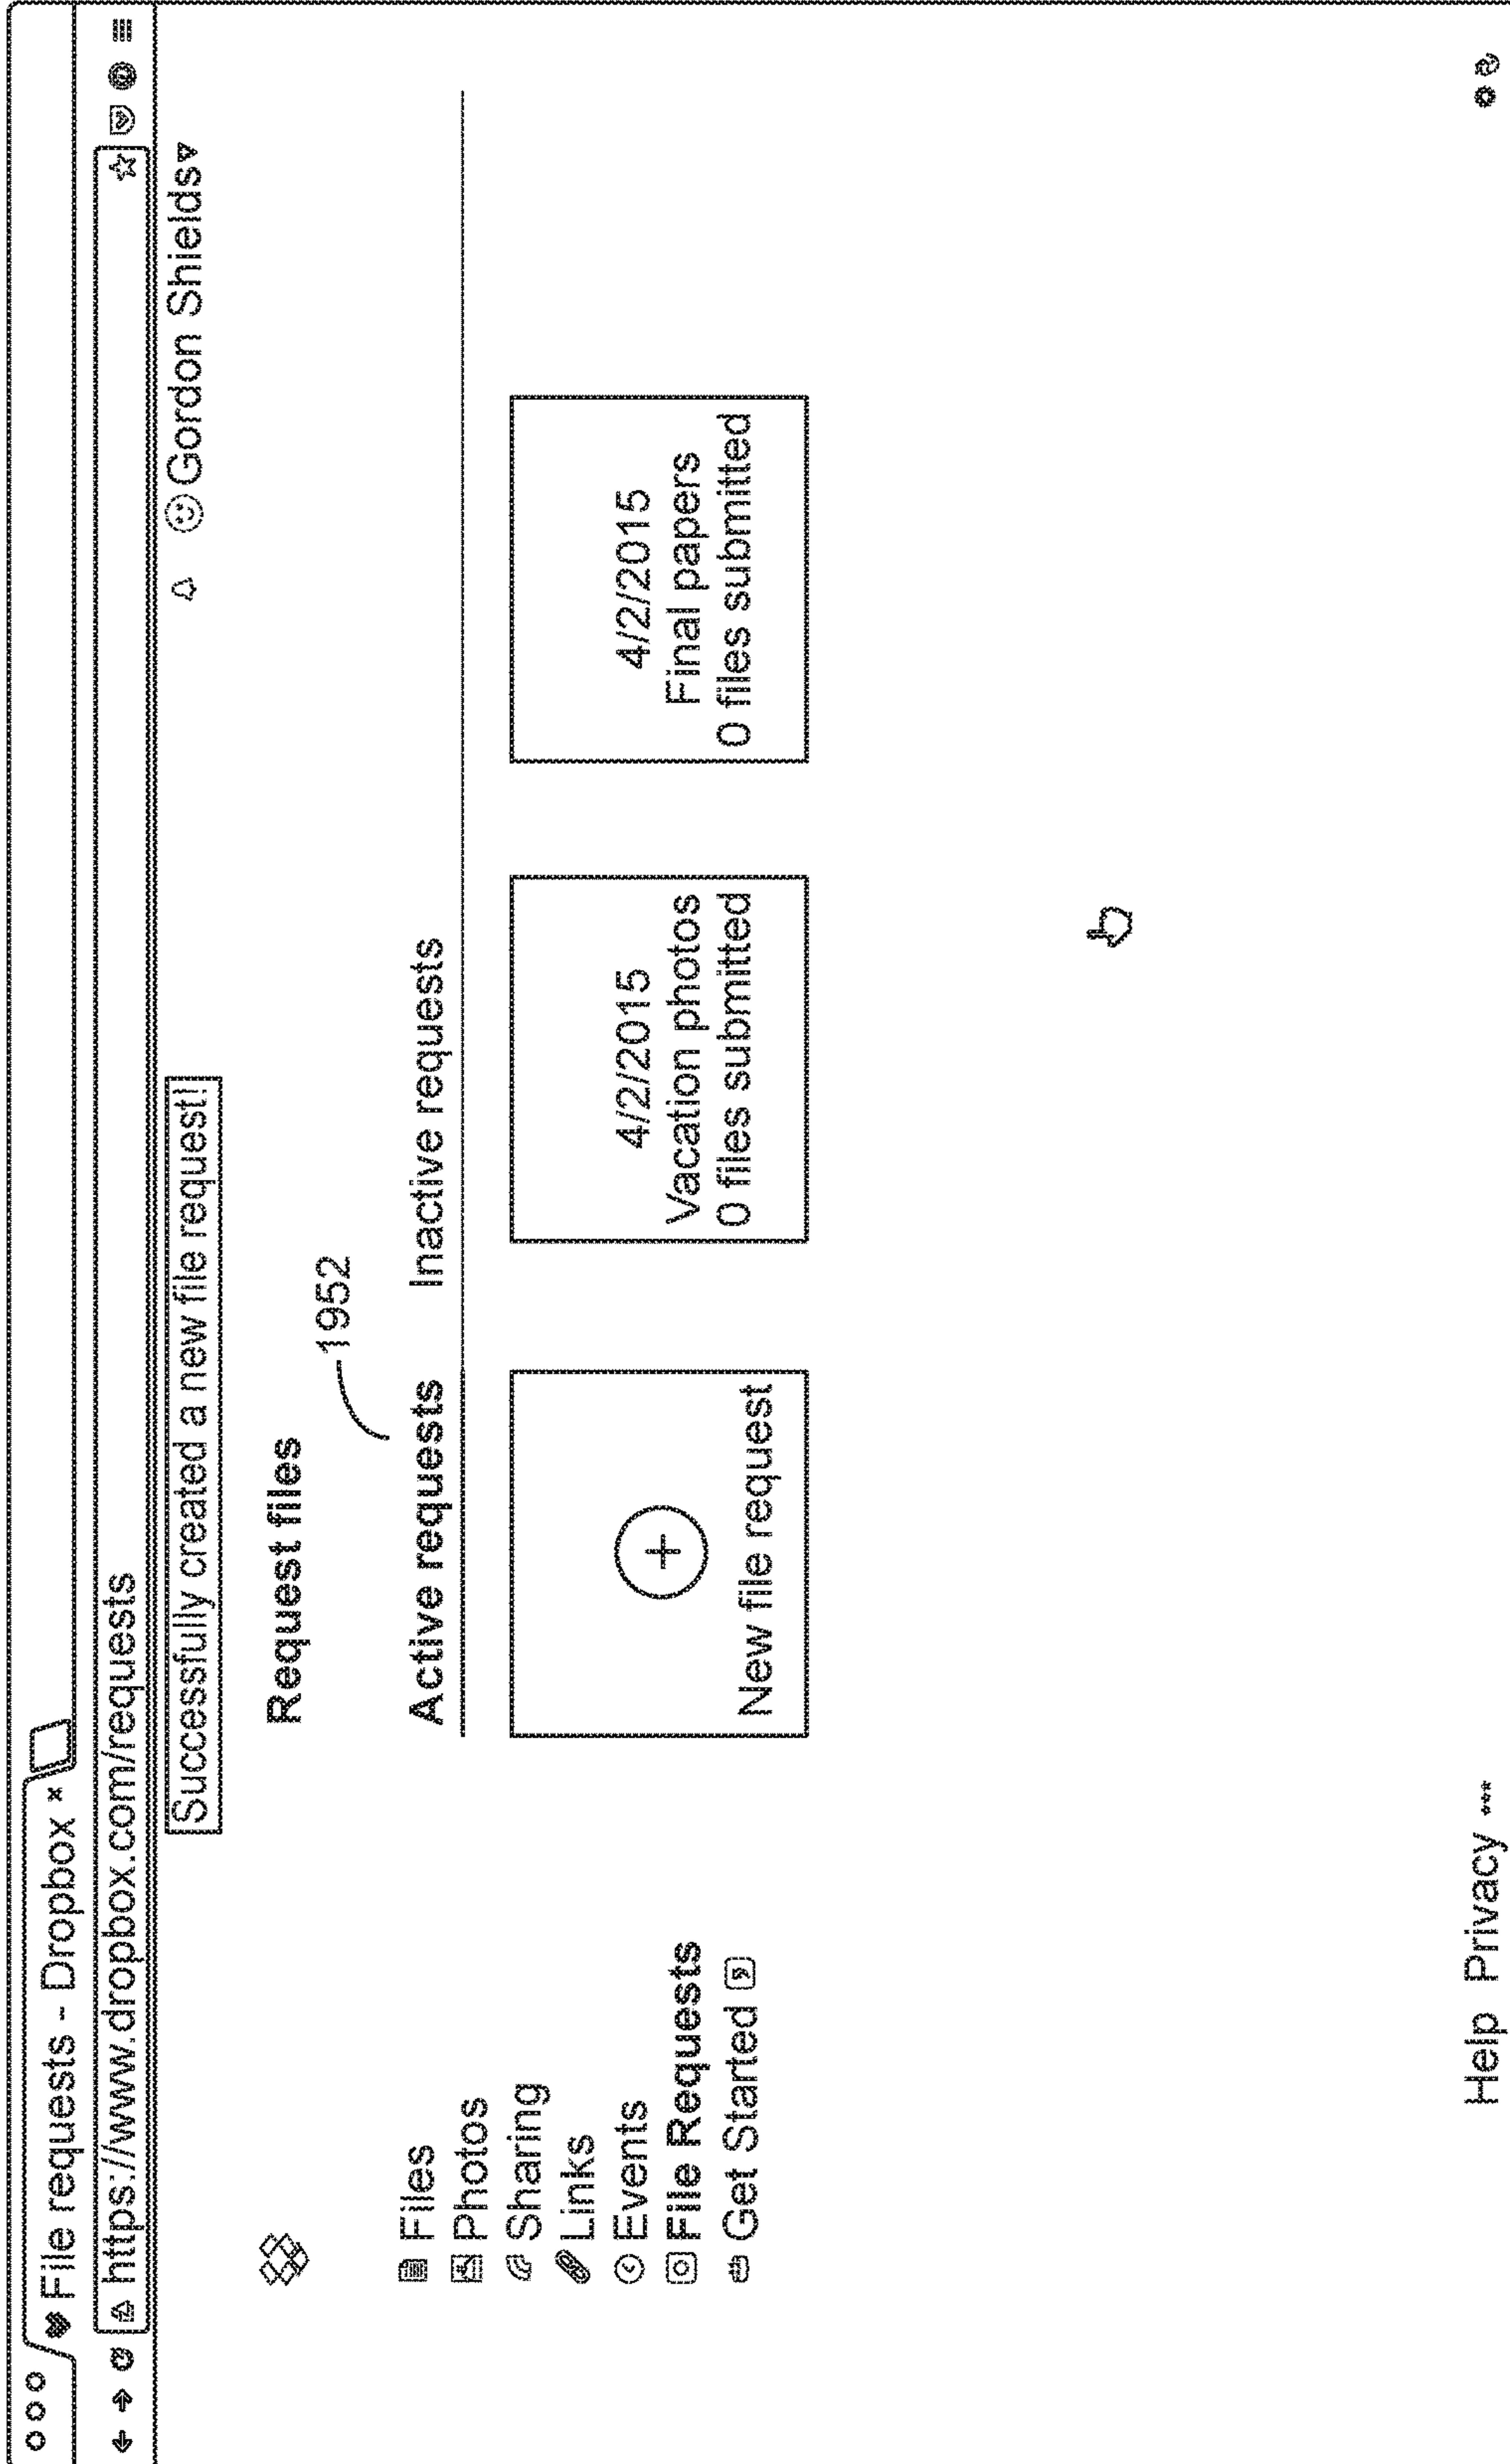 File requests - Dropbox ×
https://www.dropbox.com/requests
Successfully created a new file request!
Gordon Shields
Request files
1952
Active requests
Inactive requests
Files
Photos
Sharing
Links
Events
File Requests
Get Started
New file request
4/2/2015
Vacation photos
0 files submitted
4/2/2015
Final papers
0 files submitted
Help Privacy